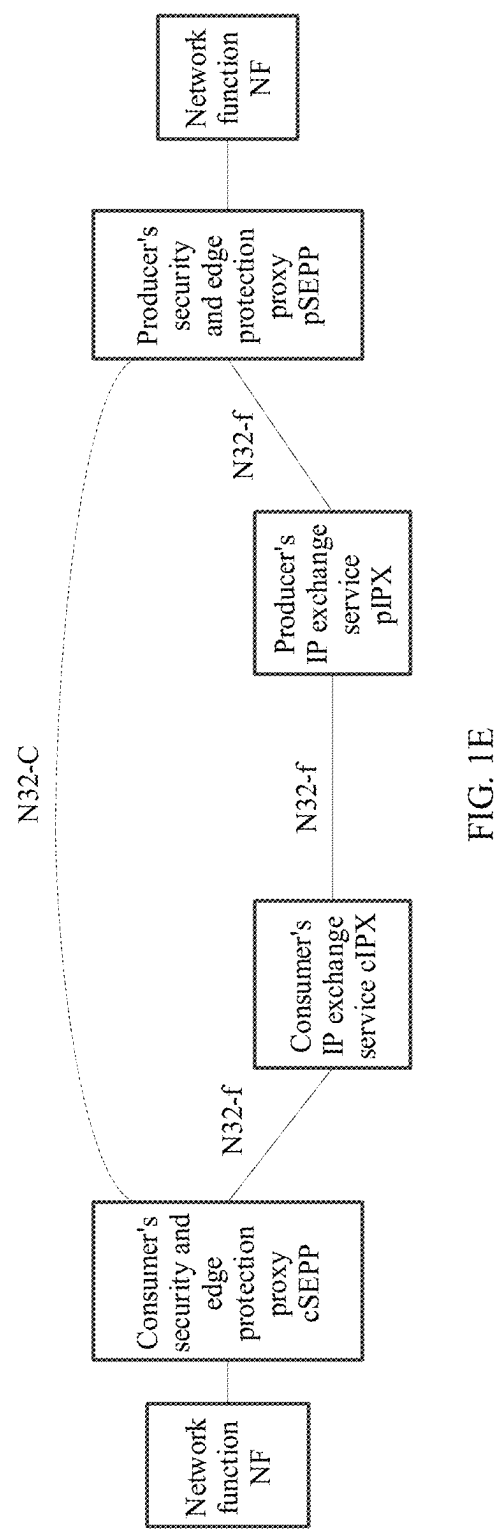 Network
function
NF
Consumer's
security and
edge
protection
proxy
cSEPP
N32-C
N32-f
Consumer's
IP exchange
service cIPX
N32-f
Producer's
IP exchange
service
pIPX
N32-f
Producer's
security
and edge
protection
proxy
pSEPP
Network
function
NF
FIG. 1E